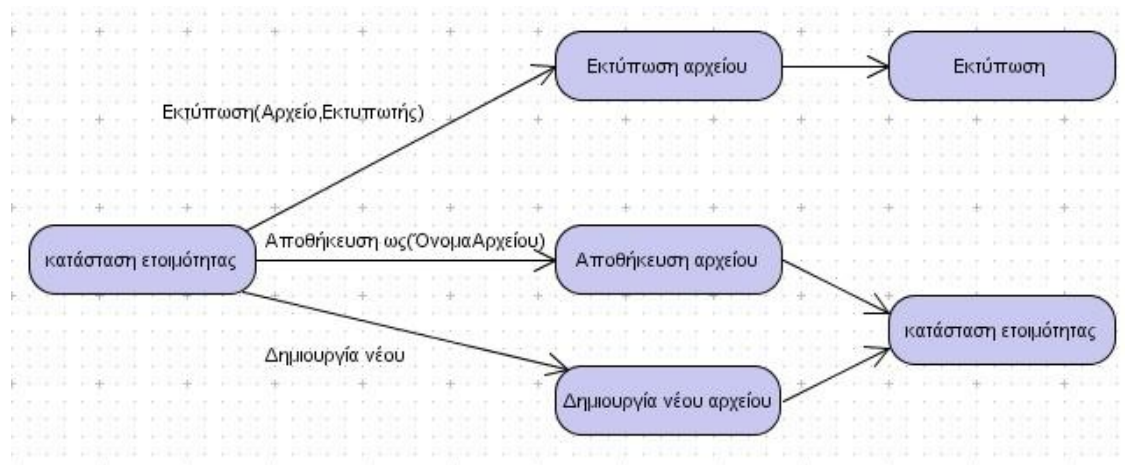 Εκτύπωση αρχείου
Εκτύπωση
Εκτύπωση(Αρχείο,Εκτυπωτής)
Αποθήκευση ως(ΌνομαΑρχείου)
κατάσταση ετοιμότητας
Αποθήκευση αρχείου
κατάσταση ετοιμότητας
Δημιουργία νέου
Δημιουργία νέου αρχείου